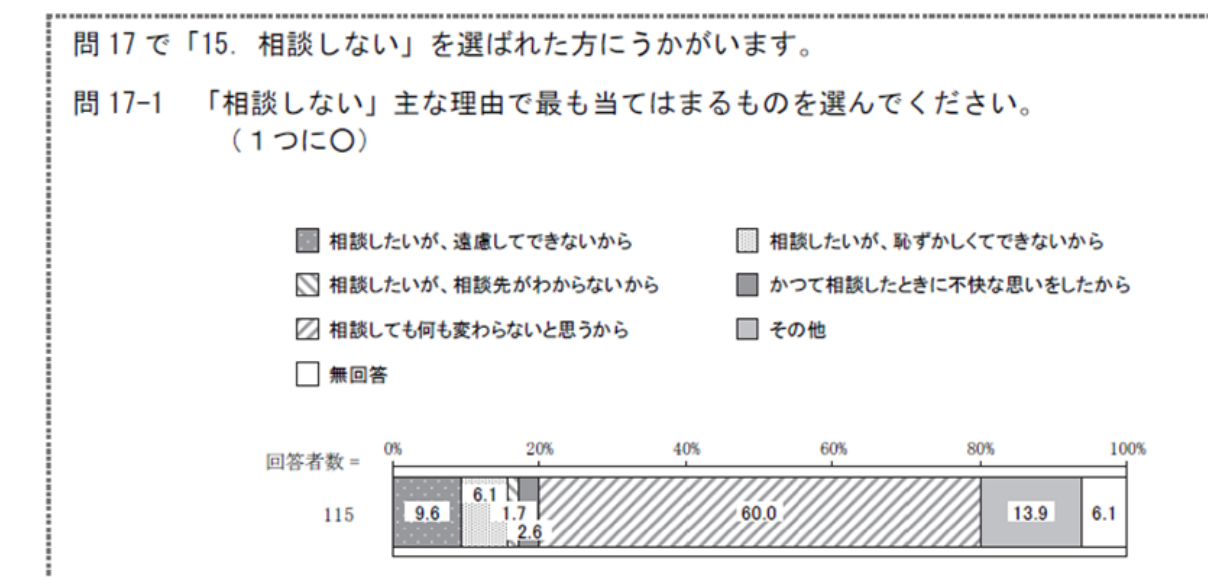 問 17 で「15. 相談しない」を選ばれた方にうかがいます。
問 17-1 「相談しない」主な理由で最も当てはまるものを選んでください。
（１つに〇）
相談したいが、遠慮してできないから
相談したいが、恥ずかしくてできないから
相談したいが、相談先がわからないから
かつて相談したときに不快な思いをしたから
相談しても何も変わらないと思うから
その他
無回答
回答者数 =
0% 20% 40% 60% 80% 100%
115
9.6 6.1 1.7 2.6 60.0 13.9 6.1